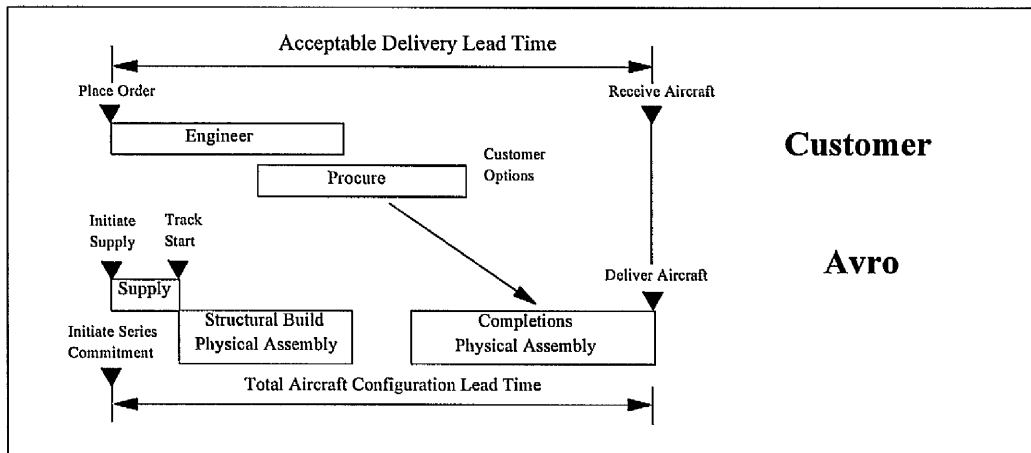 Acceptable Delivery Lead Time
Place Order
Receive Aircraft
Engineer
Customer
Procure
Customer
Options
Initiate
Supply
Track
Start
Avro
Deliver Aircraft
Supply
Structural Build
Physical Assembly
Completions
Physical Assembly
Initiate Series
Commitment
Total Aircraft Configuration Lead Time